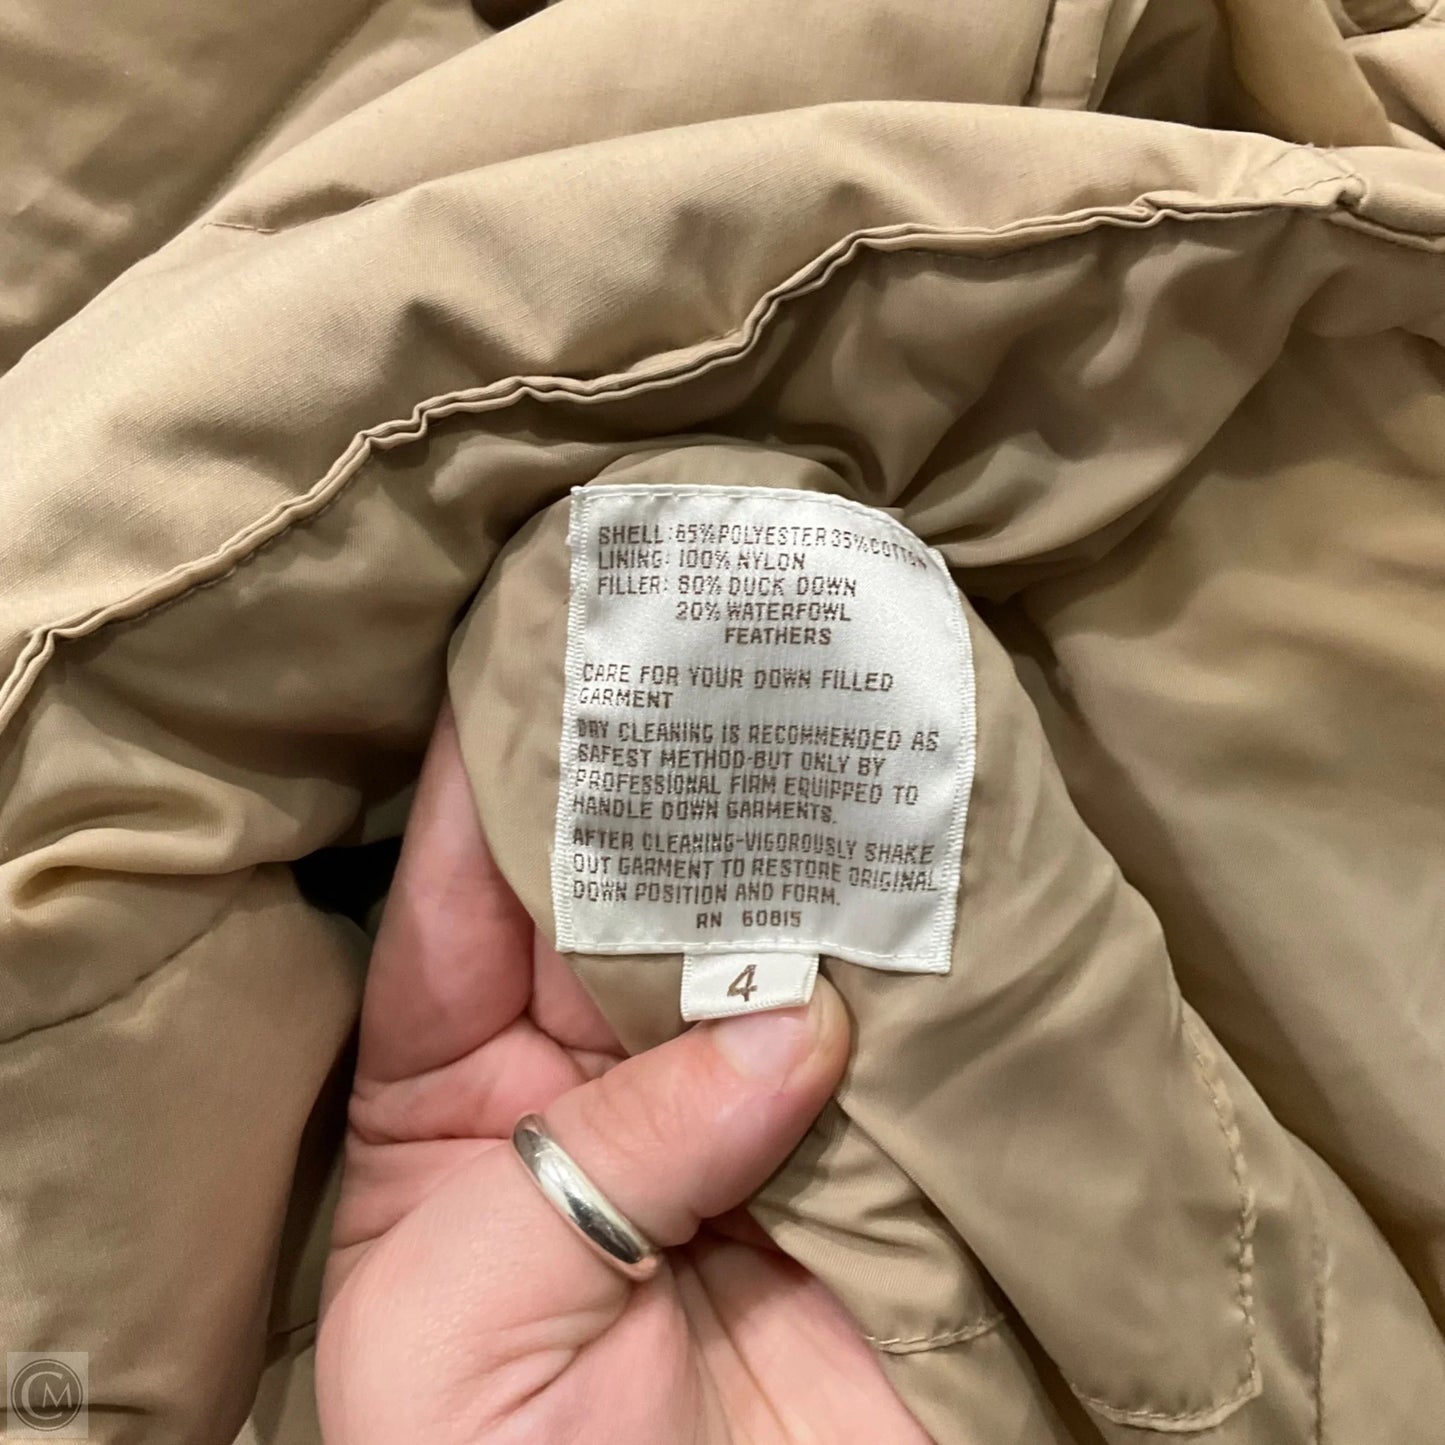 SHELL: 65% POLYESTER 35% COTTON
LINING: 100% NYLON
FILLER: 80% DUCK DOWN
20% WATERFOWL
FEATHERS
CARE FOR YOUR DOWN FILLED
GARMENT
DRY CLEANING IS RECOMMENDED AS
SAFEST METHOD-BUT ONLY BY
PROFESSIONAL FIRM EQUIPPED TO
HANDLE DOWN GARMENTS.
AFTER CLEANING-VIGOROUSLY SHAKE
OUT GARMENT TO RESTORE ORIGINAL
DOWN POSITION AND FORM.
RN 60815
4
CM